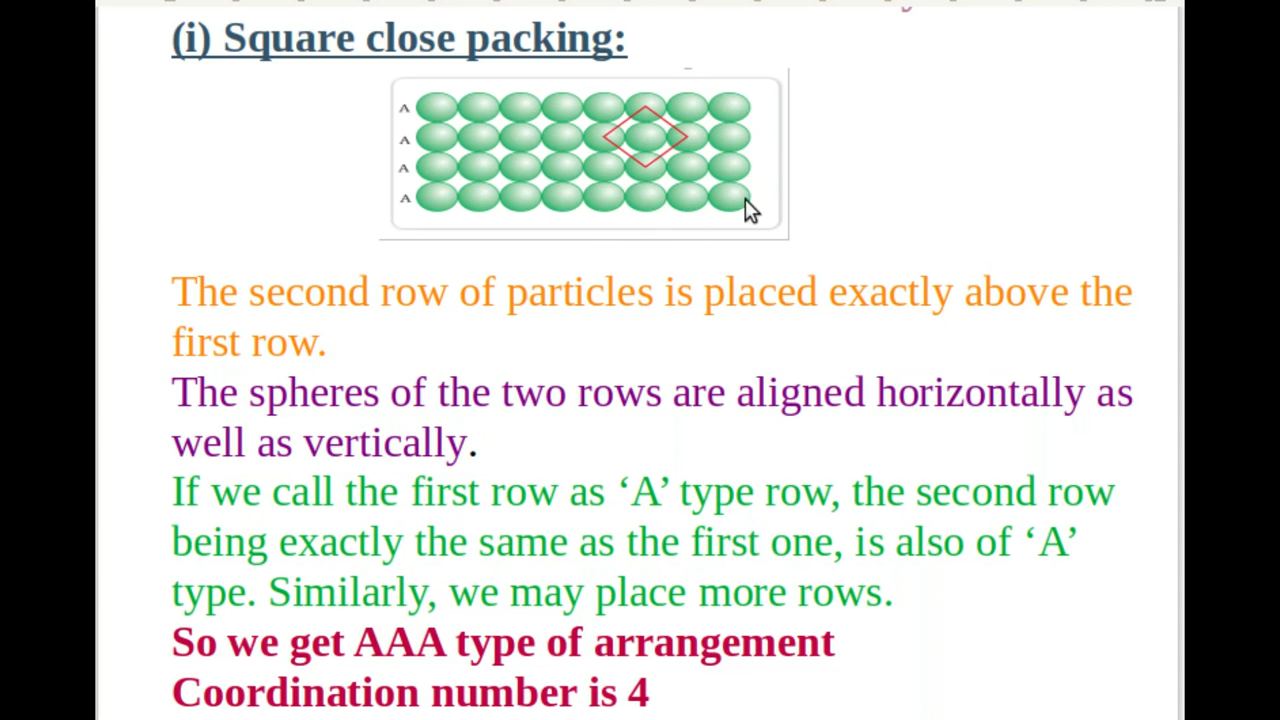 (i) Square close packing:
A
A
A
A
The second row of particles is placed exactly above the
first row.
The spheres of the two rows are aligned horizontally as
well as vertically.
If we call the first row as ‘A’ type row, the second row
being exactly the same as the first one, is also of ‘A’
type. Similarly, we may place more rows.
So we get AAA type of arrangement
Coordination number is 4